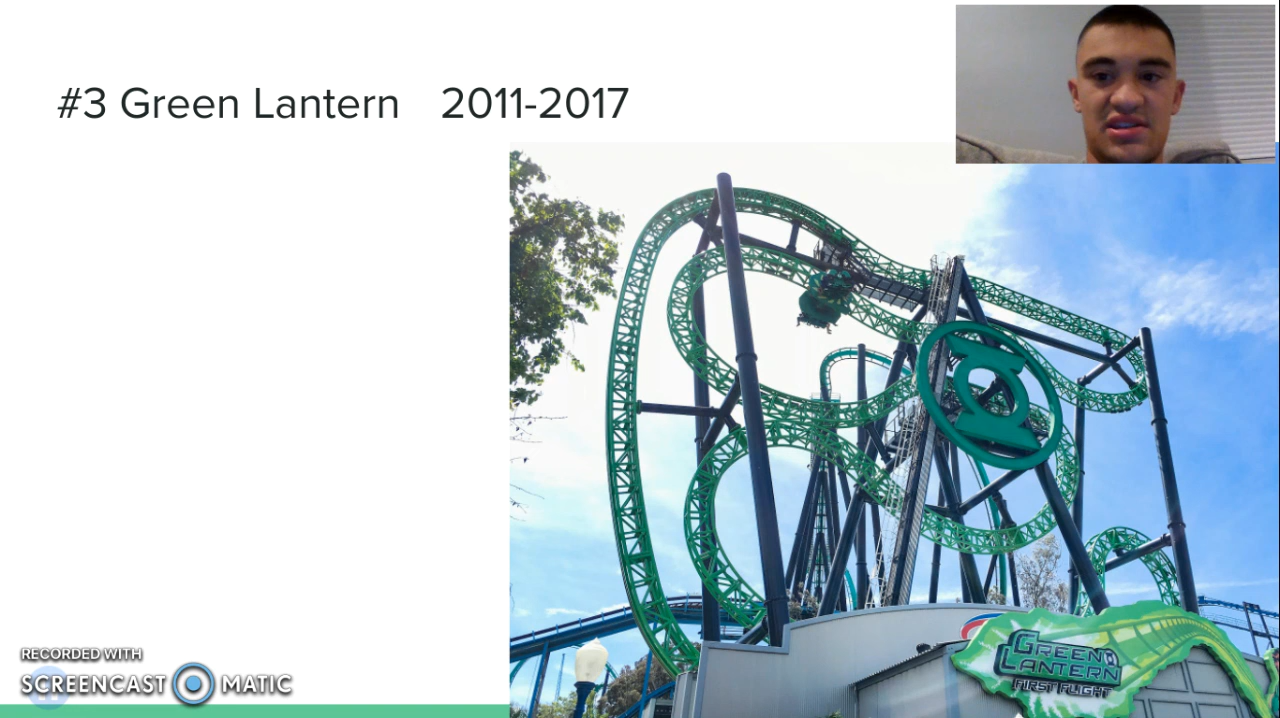 #3 Green Lantern 2011-2017
GREEN
LANTERN
FIRST FLIGHT
RECORDED WITH
SCREENCAST MATIC